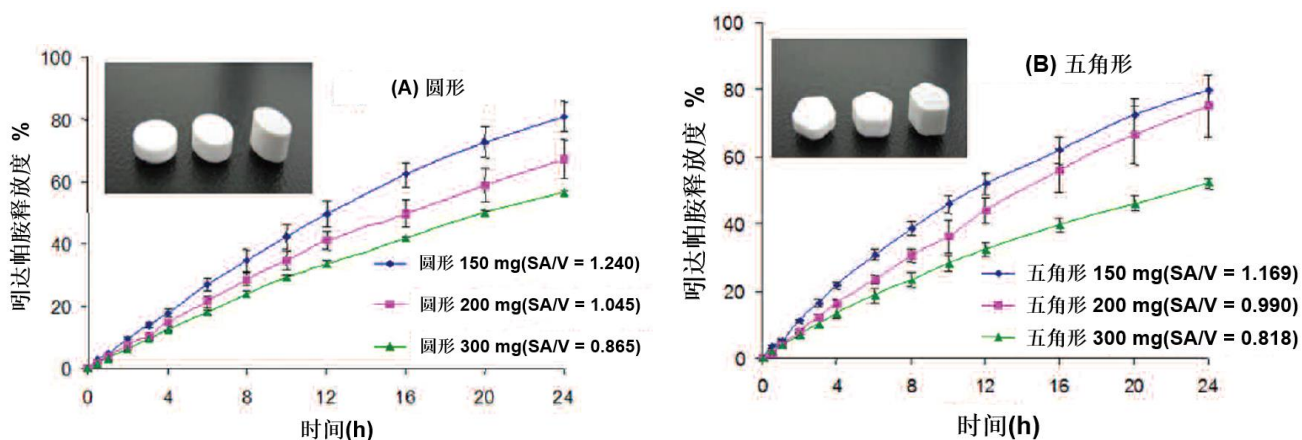 100
80
60
40
20
0
吲达帕胺释放度 %
(A) 圆形
圆形 150 mg(SA/V = 1.240)
圆形 200 mg(SA/V = 1.045)
圆形 300 mg(SA/V = 0.865)
0 4 8 12 16 20 24
时间(h)
100
80
60
40
20
0
吲达帕胺释放度 %
(B) 五角形
五角形 150 mg(SA/V = 1.169)
五角形 200 mg(SA/V = 0.990)
五角形 300 mg(SA/V = 0.818)
0 4 8 12 16 20 24
时间(h)